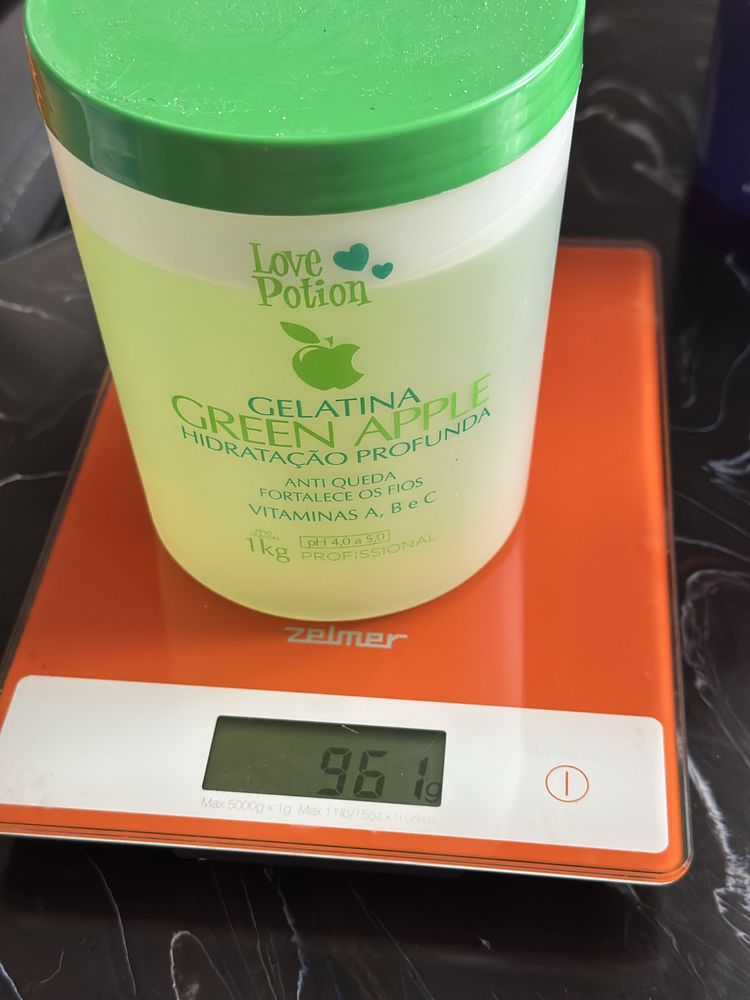 Love
Potion
GELATINA
GREEN APPLE
HIDRATAÇÃO PROFUNDA
ANTI QUEDA
FORTALECE OS FIOS
VITAMINAS A, B e C
1kg
pH 4,0 a 5,0
PROFISSIONAL
zelmer
961g
Max 5000g x 1g Max 11lb/15oz x 0.05oz